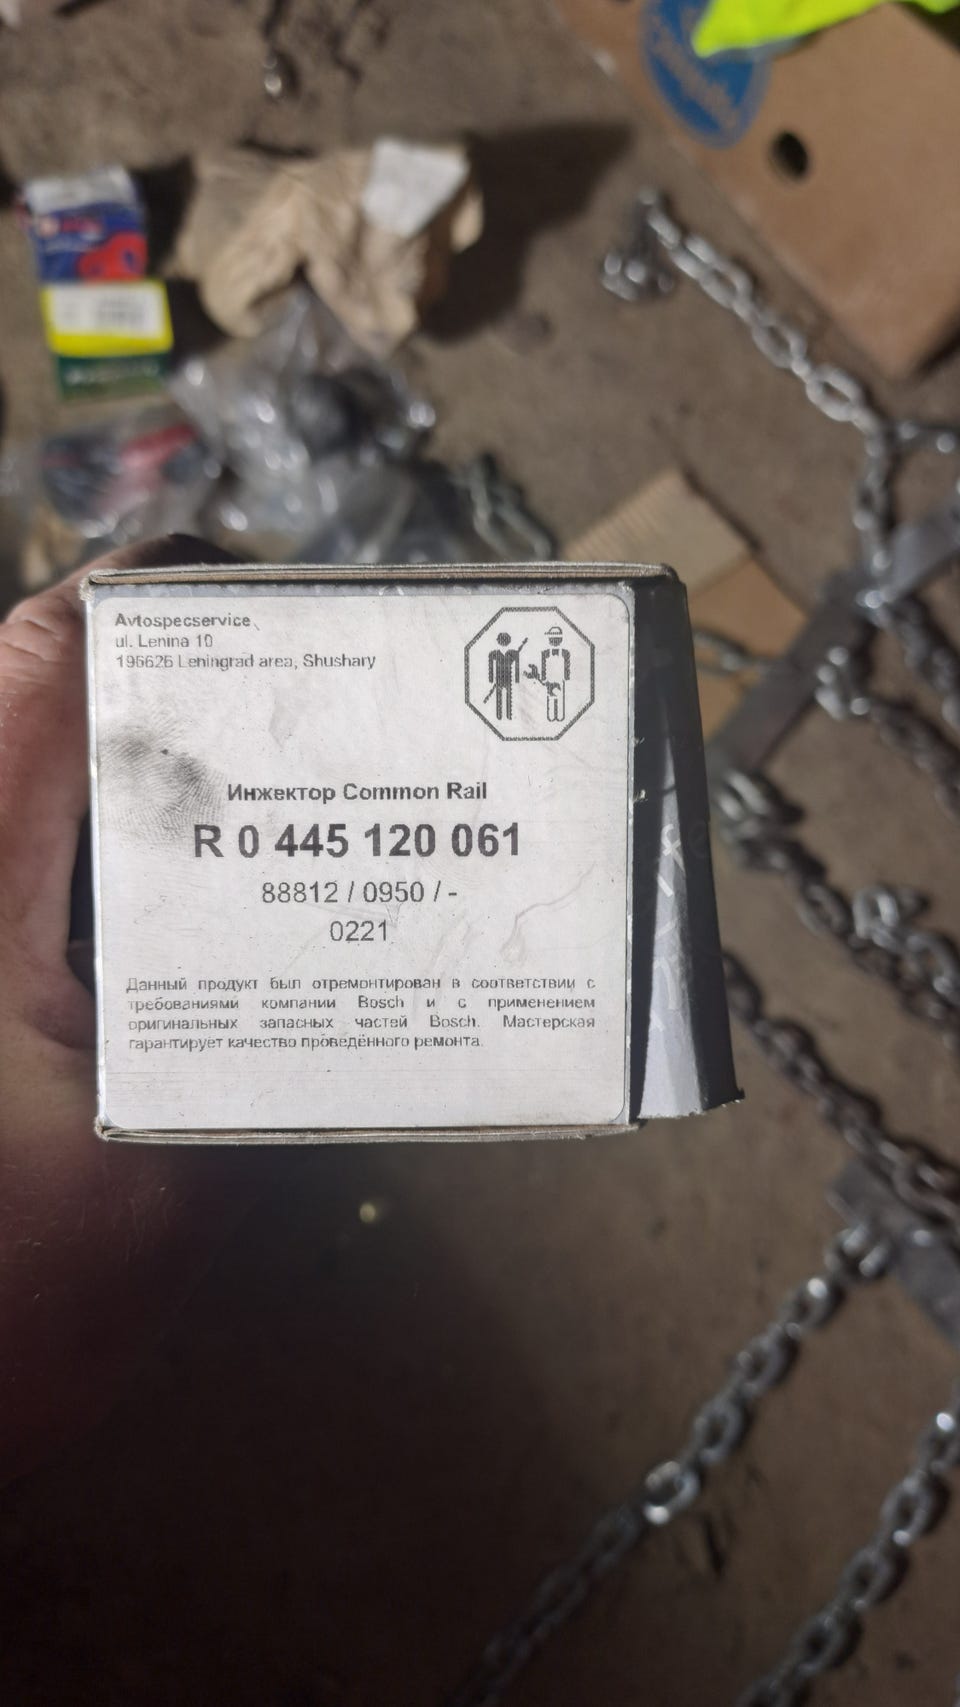 Avtospecservice
ul. Lenina 10
196626 Leningrad area, Shushary
Инжектор Common Rail
R 0 445 120 061
88812 / 0950 / -
0221
Данный продукт был отремонтирован в соответствии с
требованиями компании Bosch и с применением
оригинальных запасных частей Bosch. Мастерская
гарантирует качество проведённого ремонта.